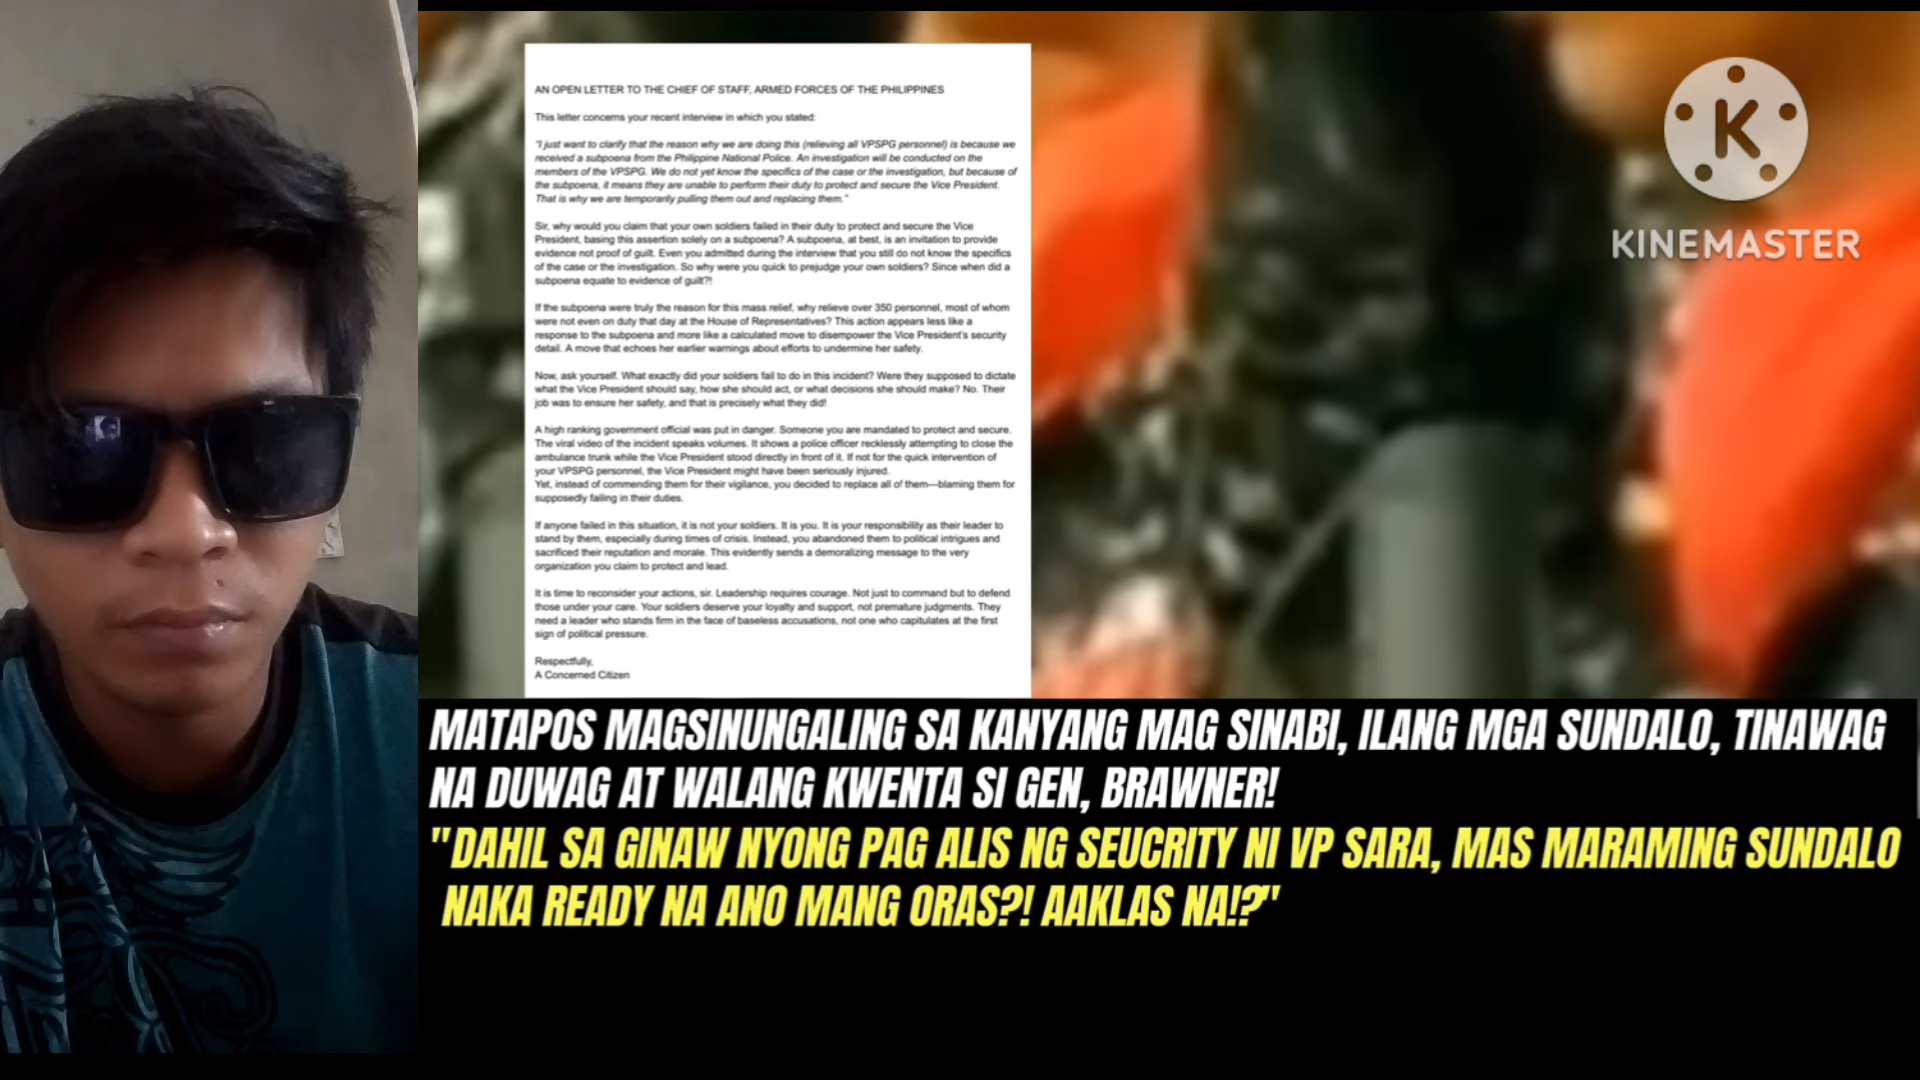 AN OPEN LETTER TO THE CHIEF OF STAFF, ARMED FORCES OF THE PHILIPPINES
This letter concerns your recent interview in which you stated:
"I just want to clarify that the reason why we are doing this (relieving all VPSPG personnel) is because we
received a subpoena from the Philippine National Police. An investigation will be conducted on the
members of the VPSPG. We do not yet know the specifics of the case or the investigation, but because of
the subpoena, it means they are unable to perform their duty to protect and secure the Vice President.
That is why we are temporarily pulling them out and replacing them."
Sir, why would you claim that your own soldiers failed in their duty to protect and secure the Vice
President, basing this assertion solely on a subpoena? A subpoena, at best, is an invitation to provide
evidence not proof of guilt. Even you admitted during the interview that you still do not know the specifics
of the case or the investigation. So why were you quick to prejudge your own soldiers? Since when did a
subpoena equate to evidence of guilt?!
If the subpoena were truly the reason for this mass relief, why relieve over 350 personnel, most of whom
were not even on duty that day at the House of Representatives? This action appears less like a
response to the subpoena and more like a calculated move to disempower the Vice President's security
detail. A move that echoes her earlier warnings about efforts to undermine her safety.
Now, ask yourself. What exactly did your soldiers fail to do in this incident? Were they supposed to dictate
what the Vice President should say, how she should act, or what decisions she should make? No. Their
job was to ensure her safety, and that is precisely what they did!
A high ranking government official was put in danger. Someone you are mandated to protect and secure.
The viral video of the incident speaks volumes. It shows a police officer recklessly attempting to close the
ambulance trunk while the Vice President stood directly in front of it. If not for the quick intervention of
your VPSPG personnel, the Vice President might have been seriously injured.
Yet, instead of commending them for their vigilance, you decided to replace all of them—blaming them for
supposedly failing in their duties.
If anyone failed in this situation, it is not your soldiers. It is you. It is your responsibility as their leader to
stand by them, especially during times of crisis. Instead, you abandoned them to political intrigues and
sacrificed their reputation and morale. This evidently sends a demoralizing message to the very
organization you claim to protect and lead.
It is time to reconsider your actions, sir. Leadership requires courage. Not just to command but to defend
those under your care. Your soldiers deserve your loyalty and support, not premature judgments. They
need a leader who stands firm in the face of baseless accusations, not one who capitulates at the first
sign of political pressure.
Respectfully,
A Concerned Citizen
K
KINEMASTER
MATAPOS MAGSINUNGALING SA KANYANG MAG SINABI, ILANG MGA SUNDALO, TINAWAG
NA DUWAG AT WALANG KWENTA SI GEN, BRAWNER!
"DAHIL SA GINAW NYONG PAG ALIS NG SEUCRITY NI VP SARA, MAS MARAMING SUNDALO
NAKA READY NA ANO MANG ORAS?! AAKLAS NA!?"